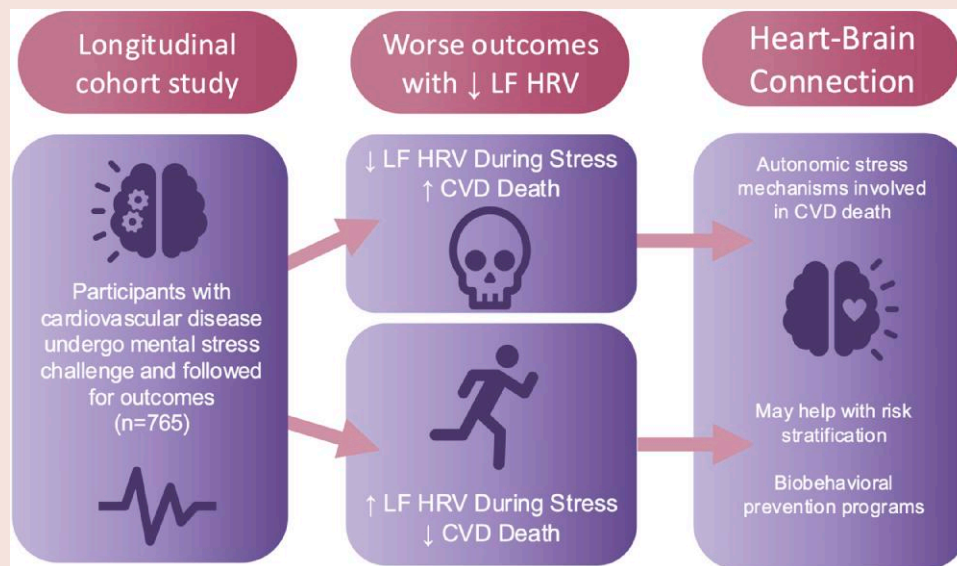 Longitudinal
cohort study
Participants with
cardiovascular disease
undergo mental stress
challenge and followed
for outcomes
(n=765)
Worse outcomes
with ↓ LF HRV
↓ LF HRV During Stress
↑ CVD Death
↑ LF HRV During Stress
↓ CVD Death
Heart-Brain
Connection
Autonomic stress
mechanisms involved
in CVD death
May help with risk
stratification
Biobehavioral
prevention programs